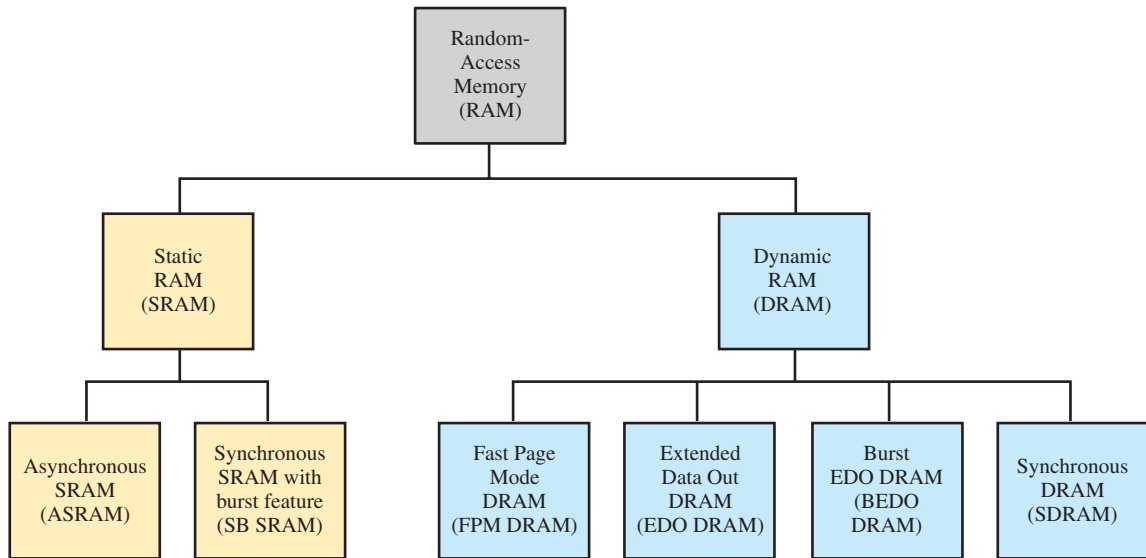 Random-
Access
Memory
(RAM)
Static
RAM
(SRAM)
Dynamic
RAM
(DRAM)
Asynchronous
SRAM
(ASRAM)
Synchronous
SRAM with
burst feature
(SB SRAM)
Fast Page
Mode
DRAM
(FPM DRAM)
Extended
Data Out
DRAM
(EDO DRAM)
Burst
EDO DRAM
(BEDO
DRAM)
Synchronous
DRAM
(SDRAM)